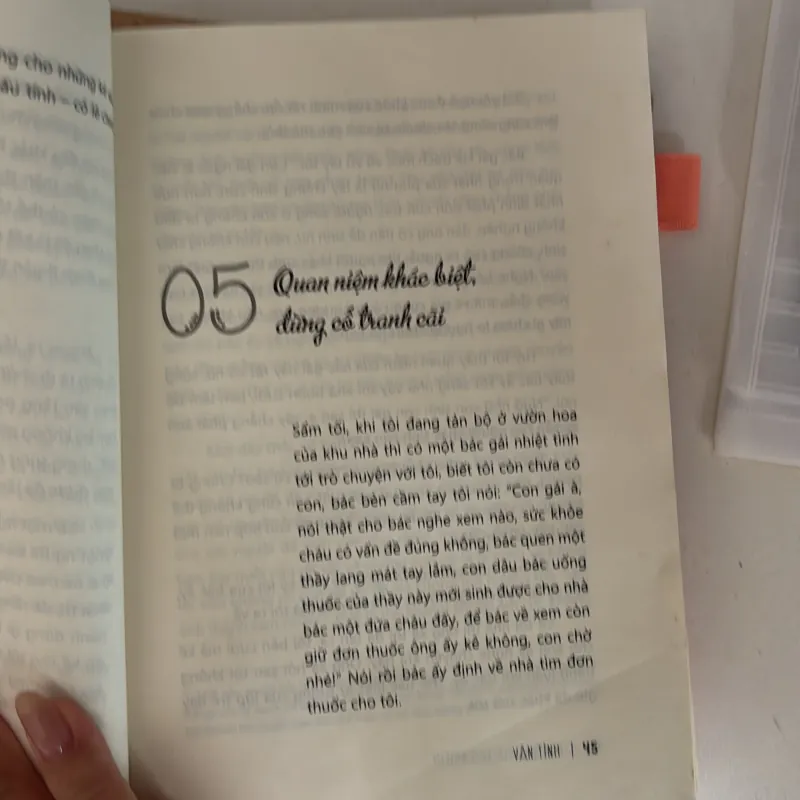 cho những
tính – có lẽ
05
Quan niệm khác biệt,
đừng cố tranh cãi
Sẩm tối, khi tôi đang tản bộ ở vườn hoa
của khu nhà thì có một bác gái nhiệt tình
tới trò chuyện với tôi, biết tôi còn chưa có
con, bác bèn cầm tay tôi nói: "Con gái à,
nói thật cho bác nghe xem nào, sức khỏe
cháu có vấn đề đúng không, bác quen một
thầy lang mát tay lắm, con dâu bác uống
thuốc của thầy này mới sinh được cho nhà
bác một đứa cháu đấy, để bác về xem còn
giữ đơn thuốc ông ấy kê không, con chờ
nhé!" Nói rồi bác ấy định về nhà tìm đơn
thuốc cho tôi.
VÃN TÌNH | 45